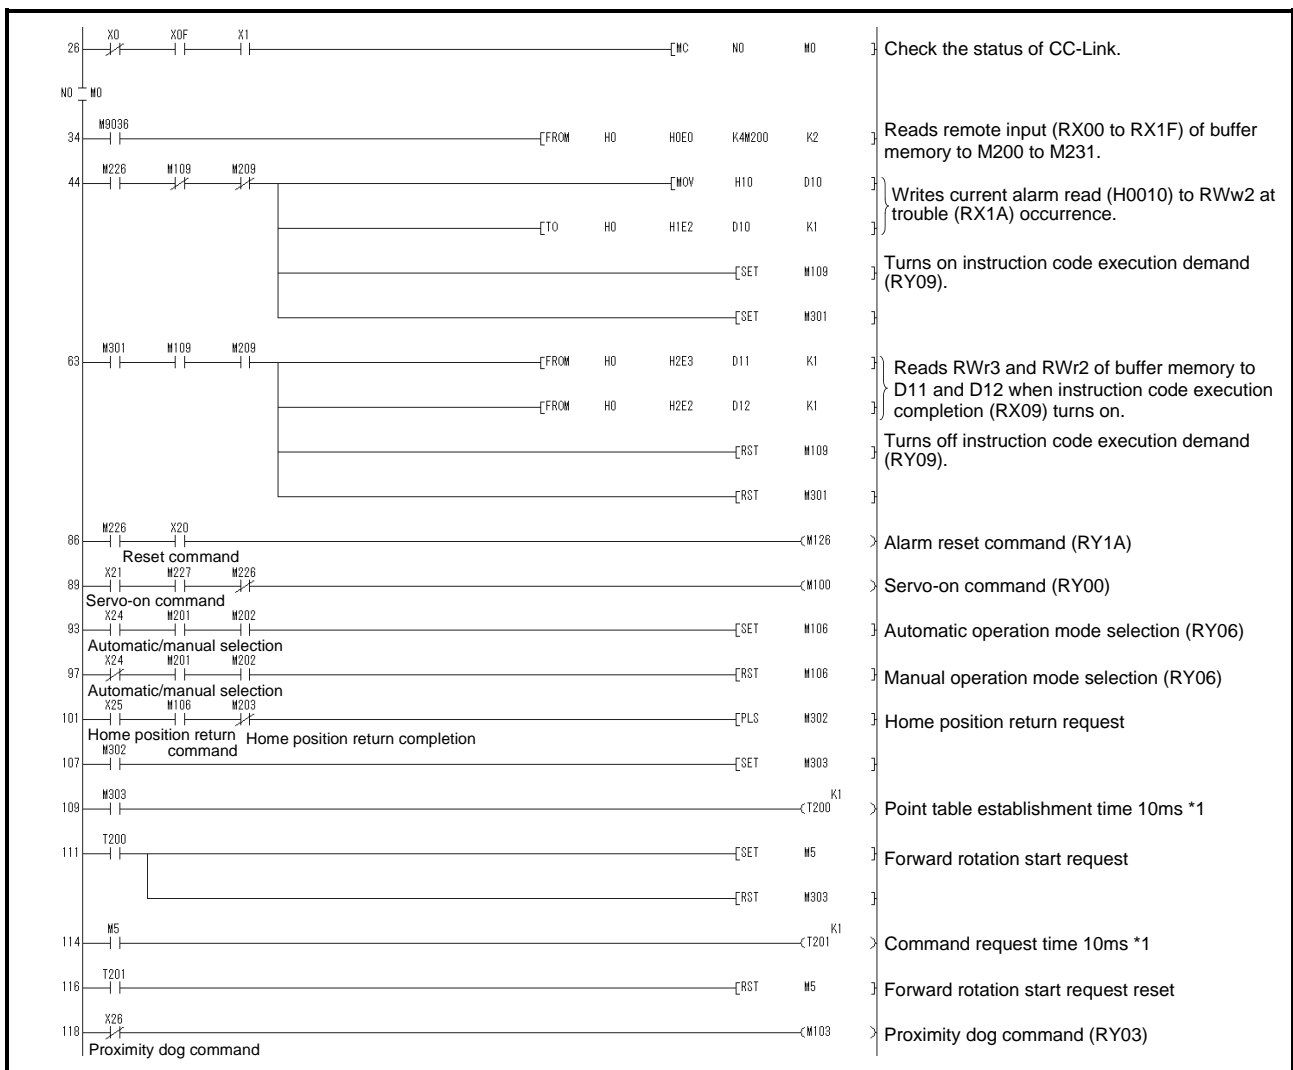 X0 X0F X1
26 [MC N0 M0 ] Check the status of CC-Link.
N0 M0
M9036
34 [FROM H0 H0E0 K4M200 K2 ] Reads remote input (RX00 to RX1F) of buffer
memory to M200 to M231.
M226 M109 M209
44 [MOV H10 D10 ] Writes current alarm read (H0010) to RWw2 at
trouble (RX1A) occurrence.
[TO H0 H1E2 D10 K1 ]
[SET M109 ] Turns on instruction code execution demand
(RY09).
[SET M301 ]
M301 M109 M209
63 [FROM H0 H2E3 D11 K1 ] Reads RWr3 and RWr2 of buffer memory to
D11 and D12 when instruction code execution
completion (RX09) turns on.
[FROM H0 H2E2 D12 K1 ]
[RST M109 ] Turns off instruction code execution demand
(RY09).
[RST M301 ]
M226 X20
86 (M126 ) Alarm reset command (RY1A)
Reset command
X21 M227 M226
89 (M100 ) Servo-on command (RY00)
Servo-on command
X24 M201 M202
93 [SET M106 ] Automatic operation mode selection (RY06)
Automatic/manual selection
X24 M201 M202
97 [RST M106 ] Manual operation mode selection (RY06)
Automatic/manual selection
X25 M106 M203
101 [PLS M302 ] Home position return request
Home position return command Home position return completion
M302
107 [SET M303 ]
M303 K1
109 (T200 ) Point table establishment time 10ms *1
T200
111 [SET M5 ] Forward rotation start request
[RST M303 ]
M5 K1
114 (T201 ) Command request time 10ms *1
T201
116 [RST M5 ] Forward rotation start request reset
X26
118 (M103 ) Proximity dog command (RY03)
Proximity dog command